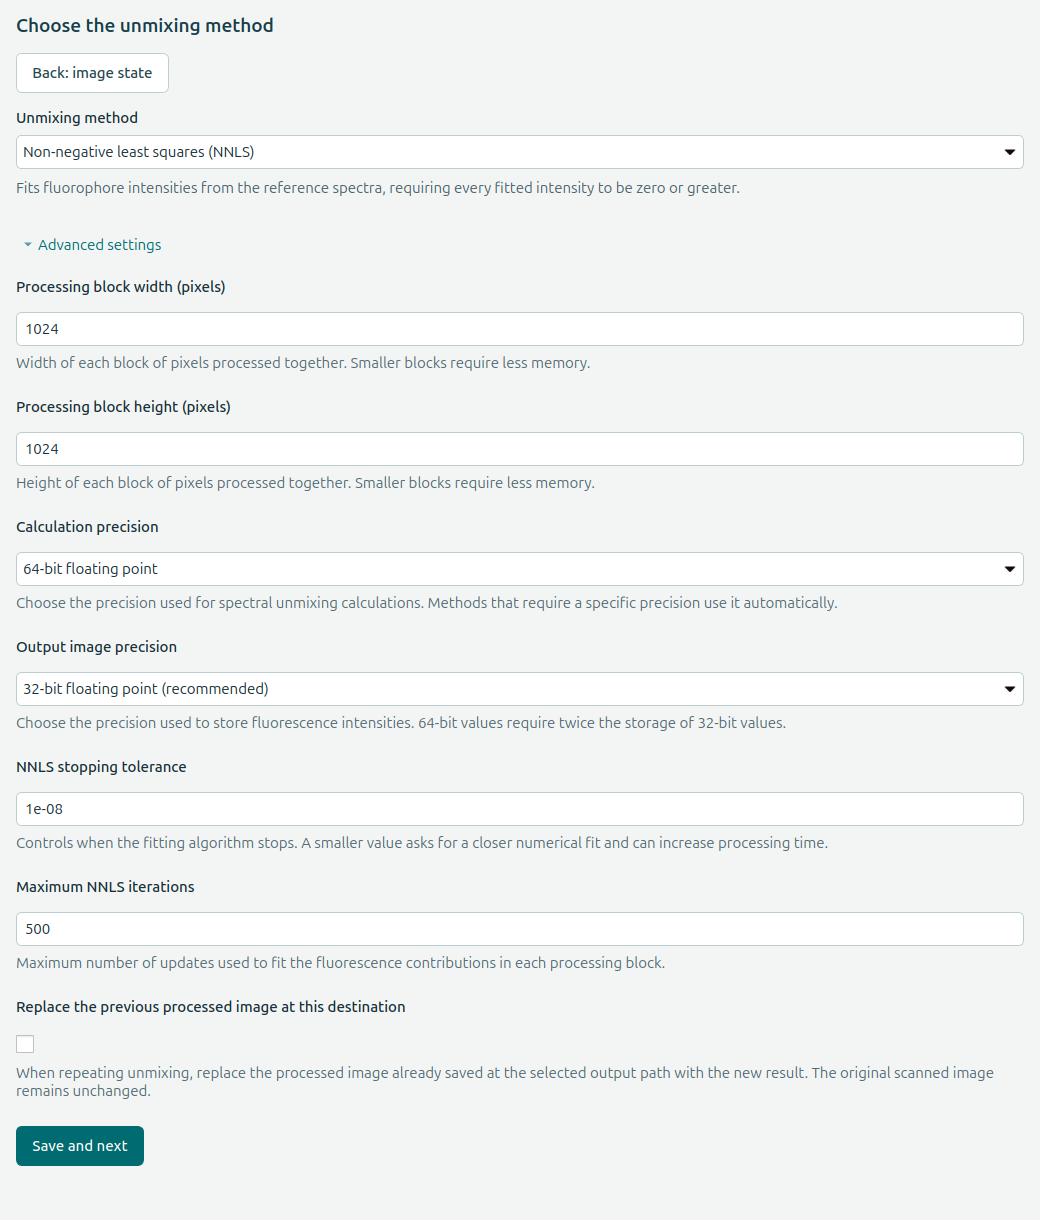 Choose the unmixing method
Back: image state
Unmixing method
Non-negative least squares (NNLS)
Fits fluorophore intensities from the reference spectra, requiring every fitted intensity to be zero or greater.
Advanced settings
Processing block width (pixels)
1024
Width of each block of pixels processed together. Smaller blocks require less memory.
Processing block height (pixels)
1024
Height of each block of pixels processed together. Smaller blocks require less memory.
Calculation precision
64-bit floating point
Choose the precision used for spectral unmixing calculations. Methods that require a specific precision use it automatically.
Output image precision
32-bit floating point (recommended)
Choose the precision used to store fluorescence intensities. 64-bit values require twice the storage of 32-bit values.
NNLS stopping tolerance
1e-08
Controls when the fitting algorithm stops. A smaller value asks for a closer numerical fit and can increase processing time.
Maximum NNLS iterations
500
Maximum number of updates used to fit the fluorescence contributions in each processing block.
Replace the previous processed image at this destination
When repeating unmixing, replace the processed image already saved at the selected output path with the new result. The original scanned image
remains unchanged.
Save and next